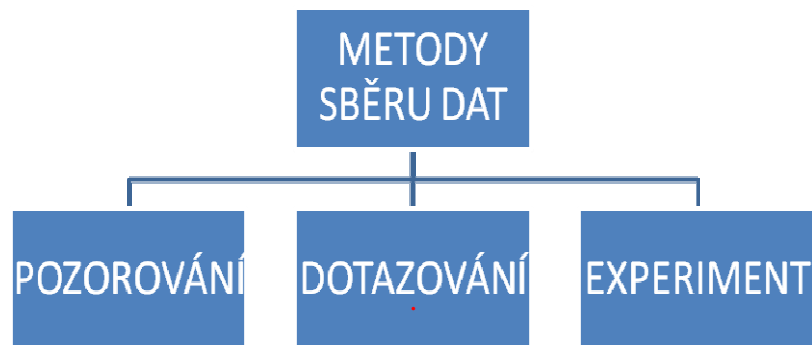 METODY
SBĚRU DAT
POZOROVÁNÍ
DOTAZOVÁNÍ
EXPERIMENT